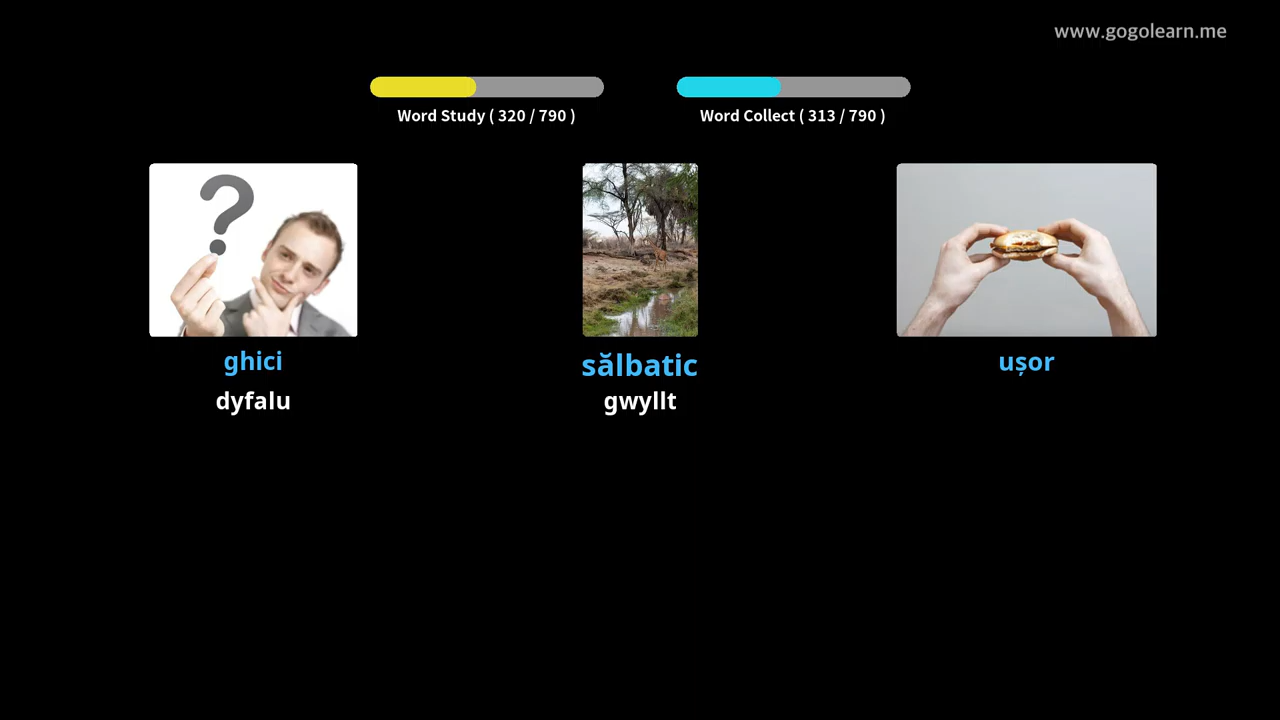 www.gogolearn.me
Word Study ( 320 / 790 )
Word Collect ( 313 / 790 )
ghici
dyfalu
sălbatic
gwyllt
ușor